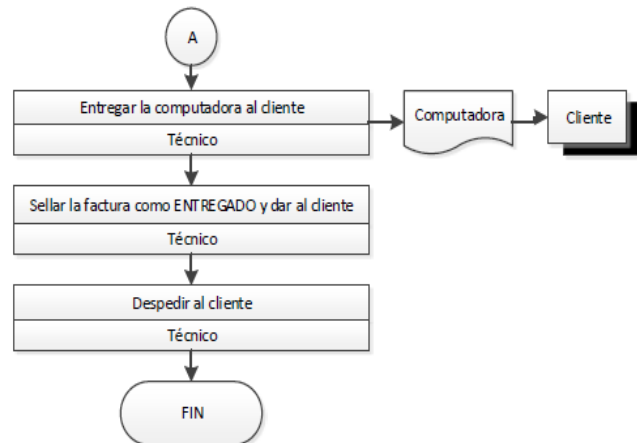 A
Entregar la computadora al cliente
Técnico
Computadora
Cliente
Sellar la factura como ENTREGADO y dar al cliente
Técnico
Despedir al cliente
Técnico
FIN